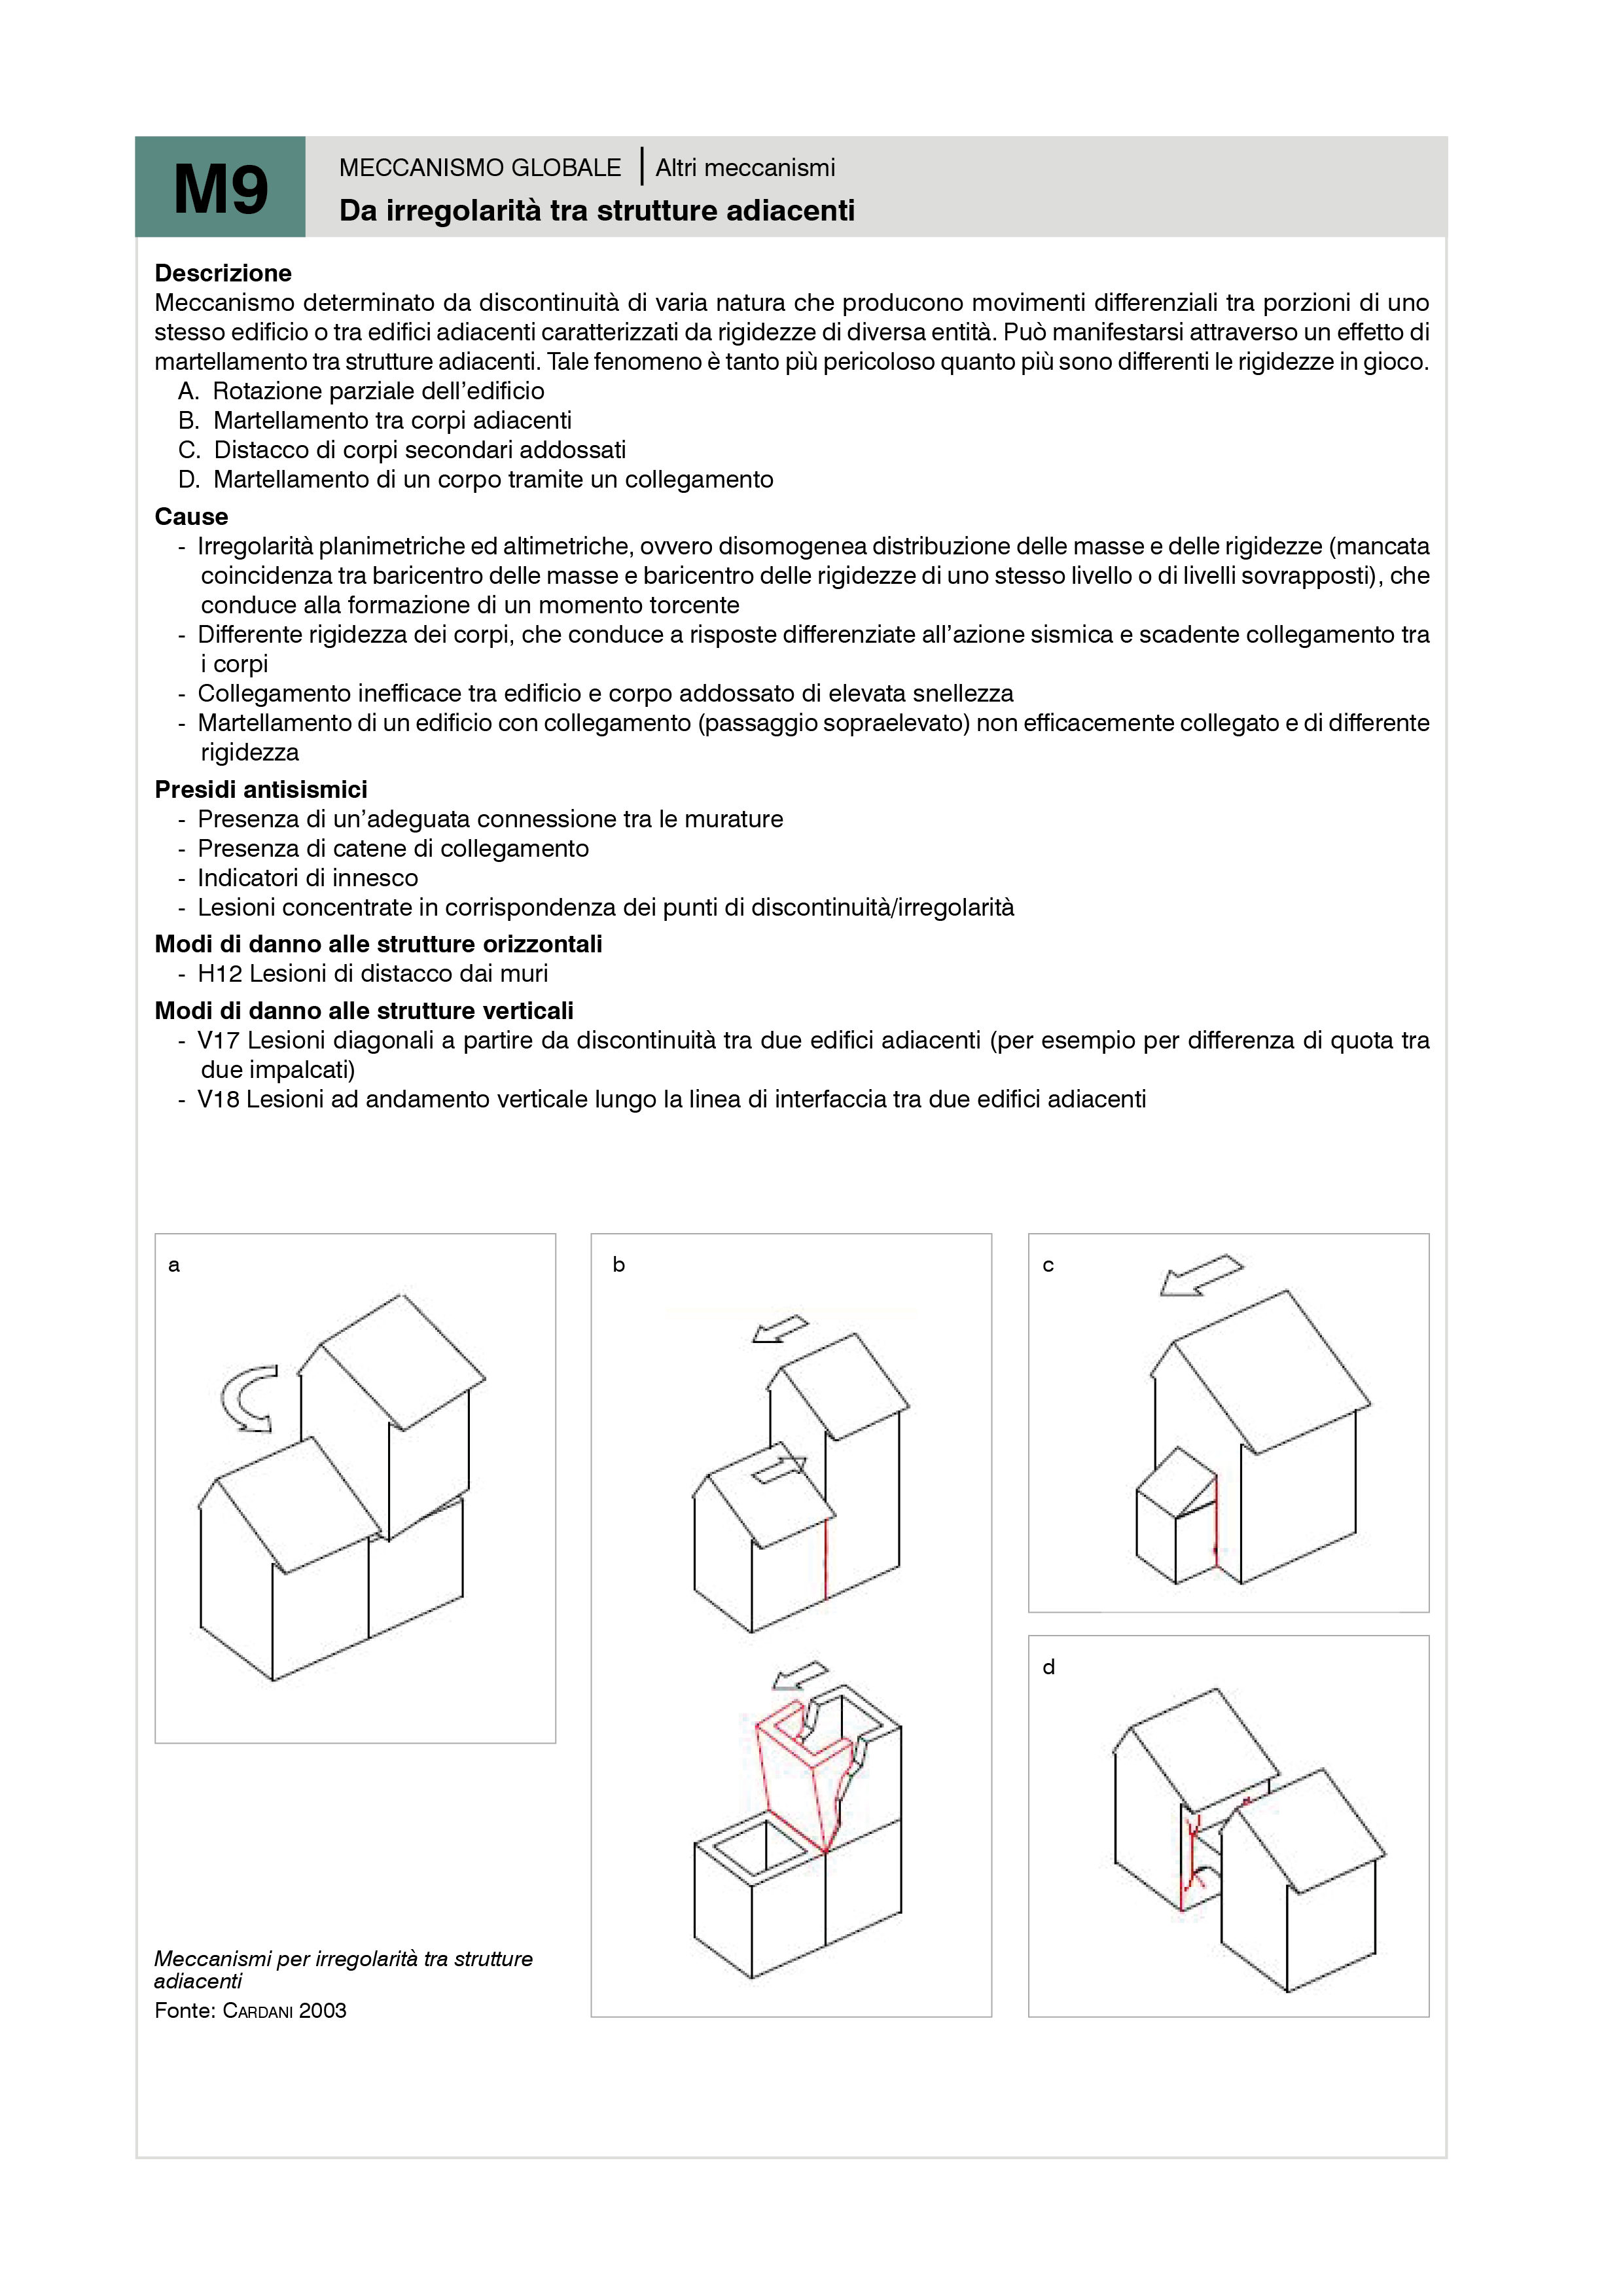 M9
MECCANISMO GLOBALE | Altri meccanismi
Da irregolarità tra strutture adiacenti
Descrizione
Meccanismo determinato da discontinuità di varia natura che producono movimenti differenziali tra porzioni di uno
stesso edificio o tra edifici adiacenti caratterizzati da rigidezze di diversa entità. Può manifestarsi attraverso un effetto di
martellamento tra strutture adiacenti. Tale fenomeno è tanto più pericoloso quanto più sono differenti le rigidezze in gioco.
A. Rotazione parziale dell’edificio
B. Martellamento tra corpi adiacenti
C. Distacco di corpi secondari addossati
D. Martellamento di un corpo tramite un collegamento
Cause
- Irregolarità planimetriche ed altimetriche, ovvero disomogenea distribuzione delle masse e delle rigidezze (mancata
coincidenza tra baricentro delle masse e baricentro delle rigidezze di uno stesso livello o di livelli sovrapposti), che
conduce alla formazione di un momento torcente
- Differente rigidezza dei corpi, che conduce a risposte differenziate all’azione sismica e scadente collegamento tra
i corpi
- Collegamento inefficace tra edificio e corpo addossato di elevata snellezza
- Martellamento di un edificio con collegamento (passaggio sopraelevato) non efficacemente collegato e di differente
rigidezza
Presidi antisismici
- Presenza di un’adeguata connessione tra le murature
- Presenza di catene di collegamento
- Indicatori di innesco
- Lesioni concentrate in corrispondenza dei punti di discontinuità/irregolarità
Modi di danno alle strutture orizzontali
- H12 Lesioni di distacco dai muri
Modi di danno alle strutture verticali
- V17 Lesioni diagonali a partire da discontinuità tra due edifici adiacenti (per esempio per differenza di quota tra
due impalcati)
- V18 Lesioni ad andamento verticale lungo la linea di interfaccia tra due edifici adiacenti
a
b
c
d
Meccanismi per irregolarità tra strutture
adiacenti
Fonte: CARDANI 2003